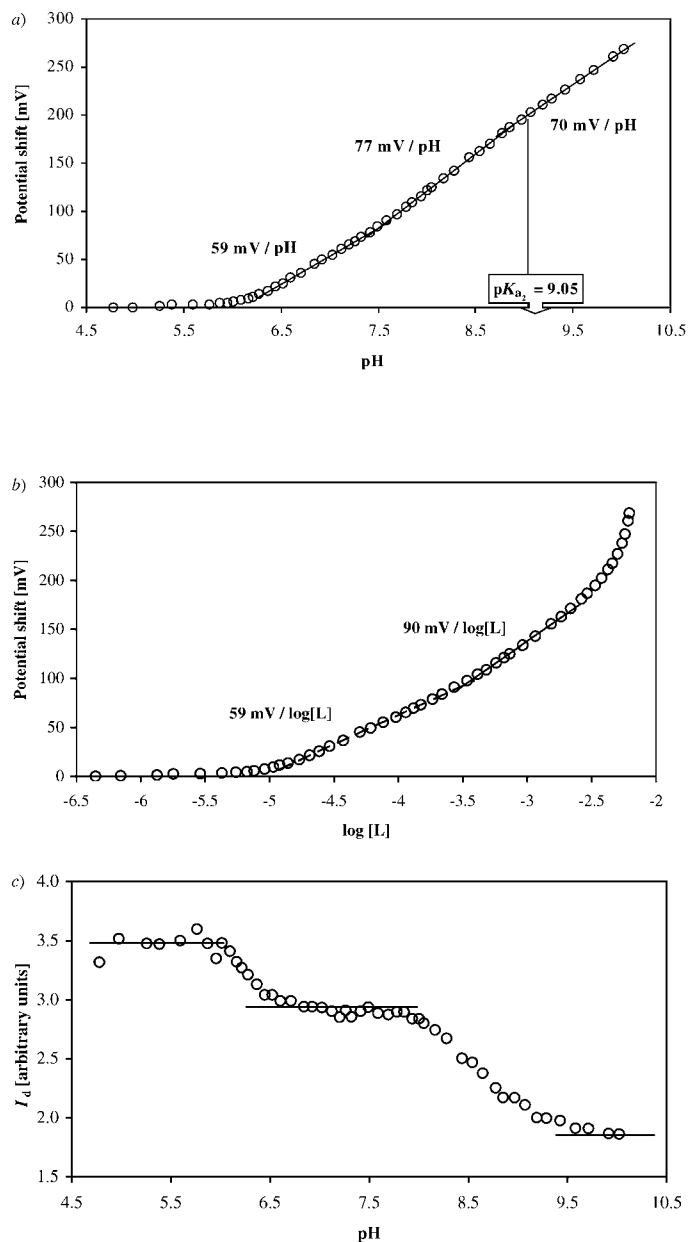 a)
300
250
200
150
100
50
0
Potential shift [mV]
59 mV / pH
77 mV / pH
70 mV / pH
pKa2 = 9.05
4.5 5.5 6.5 7.5 8.5 9.5 10.5
pH
b)
300
250
200
150
100
50
0
Potential shift [mV]
59 mV / log[L]
90 mV / log[L]
-6.5 -6 -5.5 -5 -4.5 -4 -3.5 -3 -2.5 -2
log [L]
c)
4.0
3.5
3.0
2.5
2.0
1.5
Id [arbitrary units]
4.5 5.5 6.5 7.5 8.5 9.5 10.5
pH